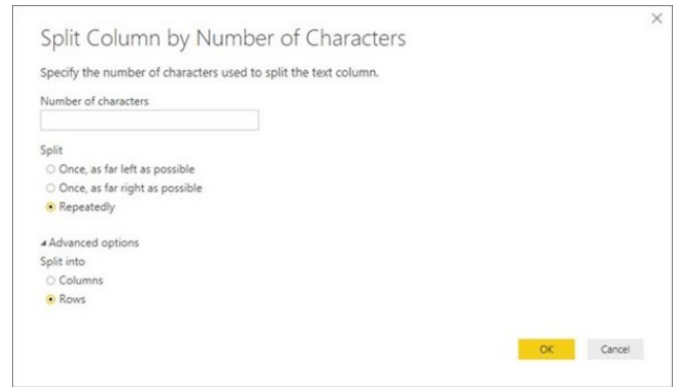 Split Column by Number of Characters
Specify the number of characters used to split the text column.
Number of characters
Split
Once, as far left as possible
Once, as far right as possible
Repeatedly
Advanced options
Split into
Columns
Rows
OK Cancel